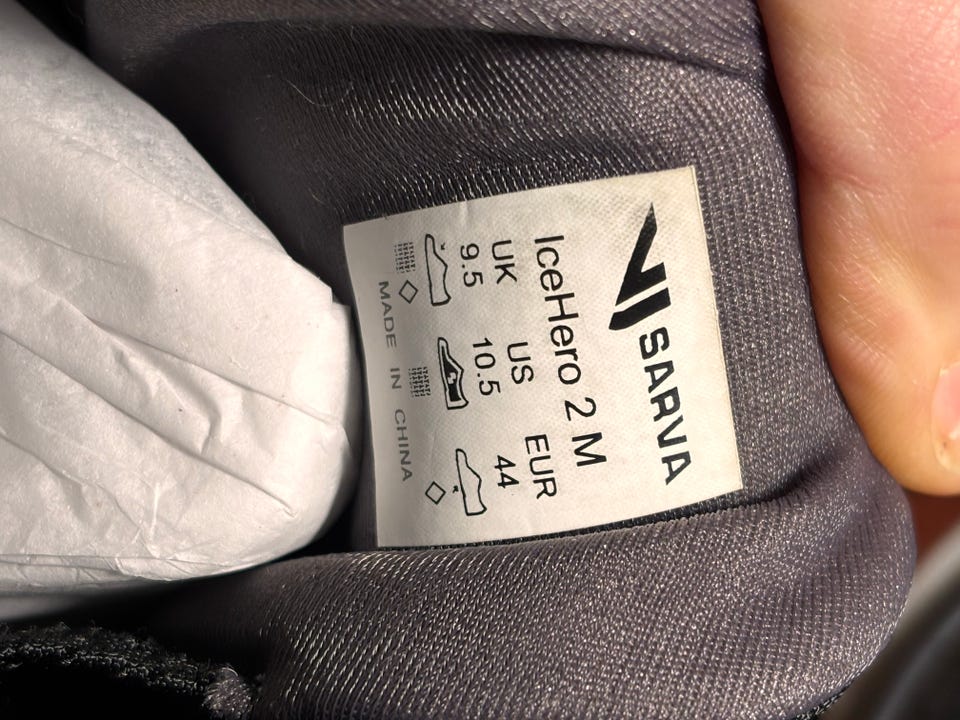 SARVA
IceHero 2 M
UK US EUR
9.5 10.5 44
MADE IN CHINA